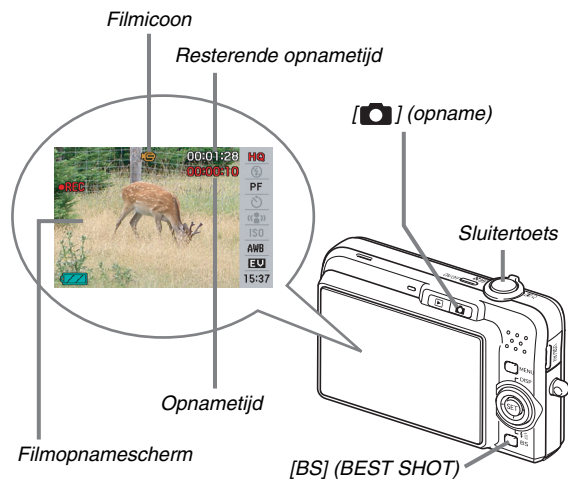 Filmicoon
Resterende opnametijd
[ ] (opname)
00:01:28 HQ
00:00:10
REC
PF
ISO
AWB
EV
15:37
Sluitertoets
MENU
DISP
SET
BS
Opnametijd
Filmopnamescherm
[BS] (BEST SHOT)